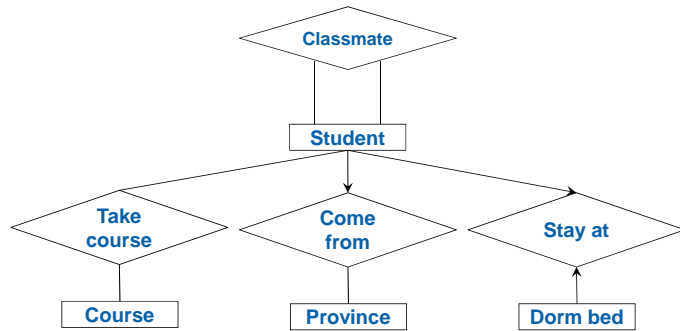 Classmate
Student
Take
course
Come
from
Stay at
Course
Province
Dorm bed